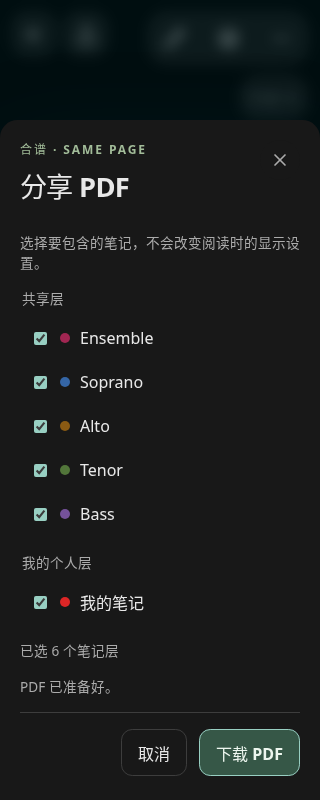 合谱 · SAME PAGE
分享 PDF
选择要包含的笔记，不会改变阅读时的显示设
置。
共享层
Ensemble
Soprano
Alto
Tenor
Bass
我的个人层
我的笔记
已选 6 个笔记层
PDF 已准备好。
取消
下载 PDF